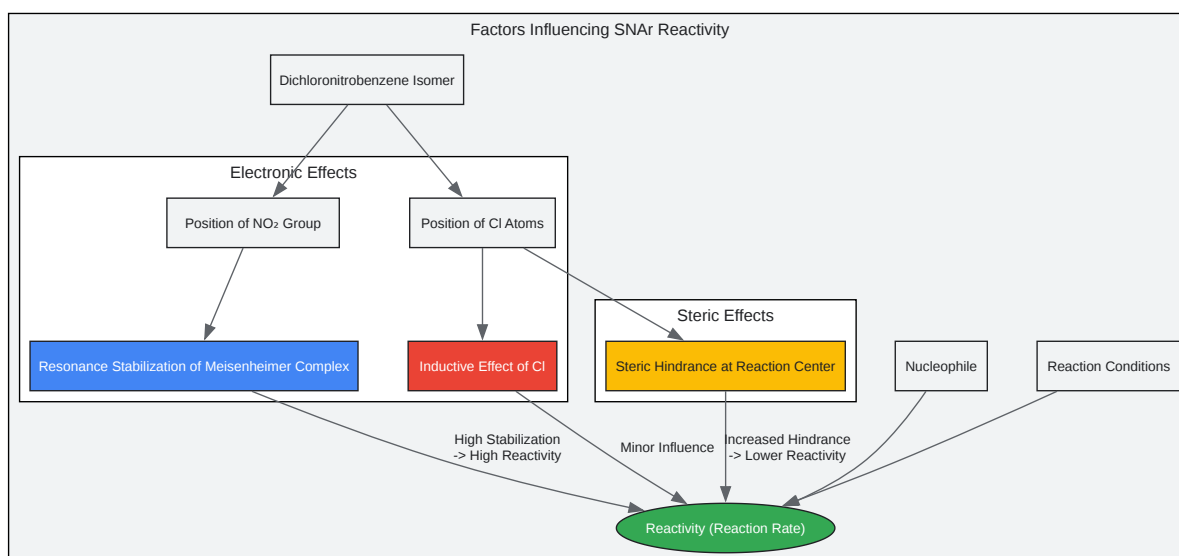 Factors Influencing SNAr Reactivity
Dichloronitrobenzene Isomer
Electronic Effects
Position of NO₂ Group
Position of Cl Atoms
Steric Effects
Resonance Stabilization of Meisenheimer Complex
Inductive Effect of Cl
Steric Hindrance at Reaction Center
Nucleophile
Reaction Conditions
High Stabilization
-> High Reactivity
Minor Influence
Increased Hindrance
-> Lower Reactivity
Reactivity (Reaction Rate)